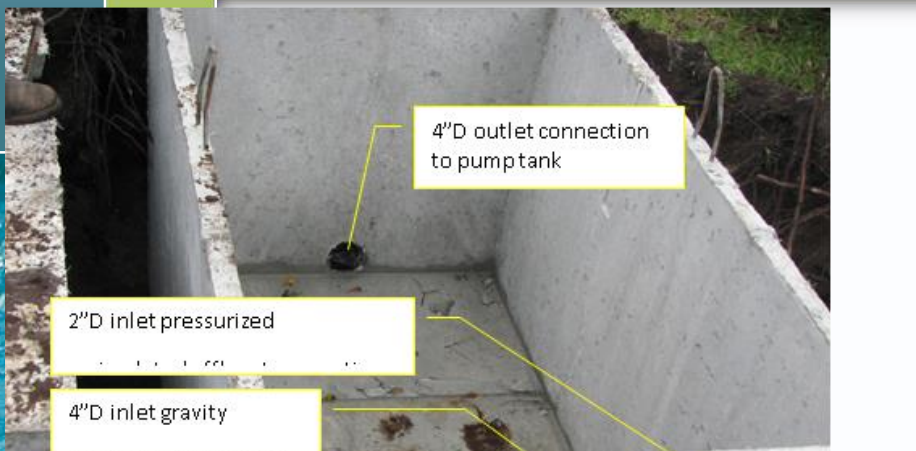 4”D outlet connection
to pump tank
2”D inlet pressurized
4”D inlet gravity